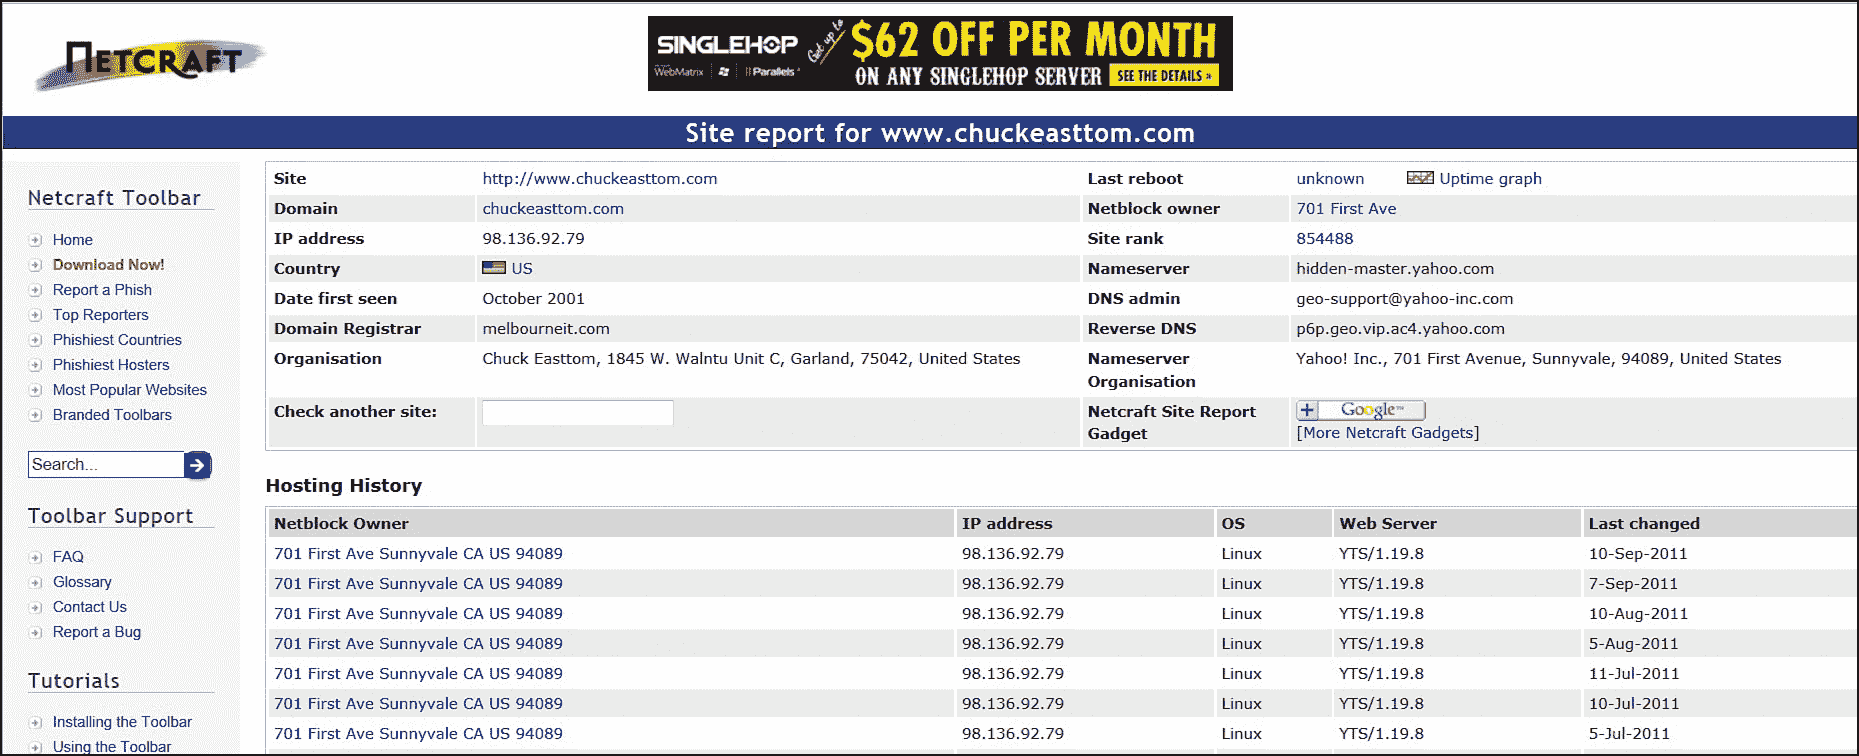 NETCRAFT
SINGLEHOP
WebMatrix Parallels
Get up to
$62 OFF PER MONTH
ON ANY SINGLEHOP SERVER SEE THE DETAILS »
Site report for www.chuckeasttom.com
Netcraft Toolbar
Home
Download Now!
Report a Phish
Top Reporters
Phishiest Countries
Phishiest Hosters
Most Popular Websites
Branded Toolbars
Search...
Toolbar Support
FAQ
Glossary
Contact Us
Report a Bug
Tutorials
Installing the Toolbar
Using the Toolbar
Site http://www.chuckeasttom.com Last reboot unknown Uptime graph
Domain chuckeasttom.com Netblock owner 701 First Ave
IP address 98.136.92.79 Site rank 854488
Country US Nameserver hidden-master.yahoo.com
Date first seen October 2001 DNS admin geo-support@yahoo-inc.com
Domain Registrar melbourneit.com Reverse DNS p6p.geo.vip.ac4.yahoo.com
Organisation Chuck Easttom, 1845 W. Walntu Unit C, Garland, 75042, United States Nameserver Yahoo! Inc., 701 First Avenue, Sunnyvale, 94089, United States
Organisation
Check another site: Netcraft Site Report + Google™
Gadget [More Netcraft Gadgets]
Hosting History
Netblock Owner IP address OS Web Server Last changed
701 First Ave Sunnyvale CA US 94089 98.136.92.79 Linux YTS/1.19.8 10-Sep-2011
701 First Ave Sunnyvale CA US 94089 98.136.92.79 Linux YTS/1.19.8 7-Sep-2011
701 First Ave Sunnyvale CA US 94089 98.136.92.79 Linux YTS/1.19.8 10-Aug-2011
701 First Ave Sunnyvale CA US 94089 98.136.92.79 Linux YTS/1.19.8 5-Aug-2011
701 First Ave Sunnyvale CA US 94089 98.136.92.79 Linux YTS/1.19.8 11-Jul-2011
701 First Ave Sunnyvale CA US 94089 98.136.92.79 Linux YTS/1.19.8 10-Jul-2011
701 First Ave Sunnyvale CA US 94089 98.136.92.79 Linux YTS/1.19.8 5-Jul-2011